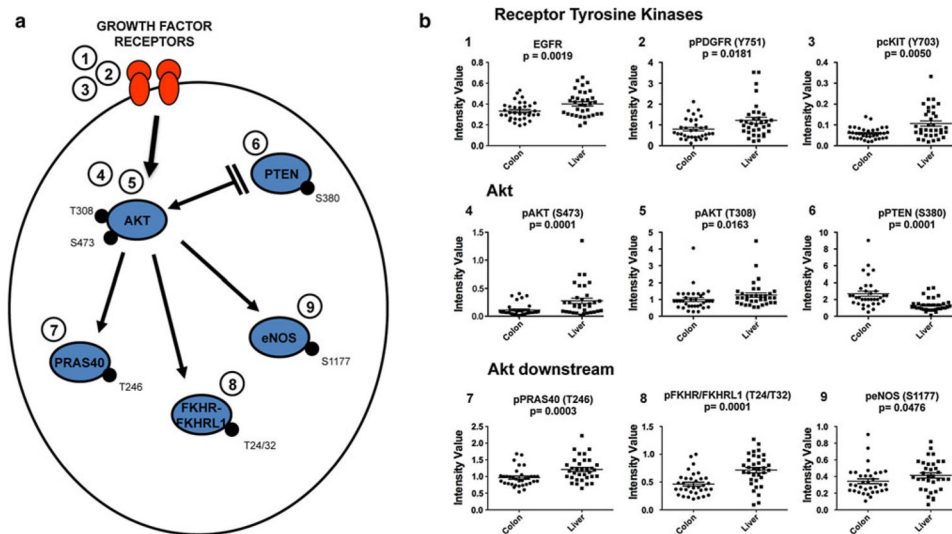 a
GROWTH FACTOR
RECEPTORS
1
2
3
4
5
6
PTEN
S380
T308
AKT
S473
9
eNOS
S1177
7
PRAS40
T246
8
FKHR-
FKHRL1
T24/32
b
Receptor Tyrosine Kinases
1
EGFR
p = 0.0019
Intensity Value
0.8
0.6
0.4
0.2
0.0
Colon
Liver
2
pPDGFR (Y751)
p = 0.0181
Intensity Value
4
3
2
1
0
Colon
Liver
3
pcKIT (Y703)
p = 0.0050
Intensity Value
0.4
0.3
0.2
0.1
0.0
Colon
Liver
Akt
4
pAKT (S473)
p = 0.0001
Intensity Value
1.5
1.0
0.5
0.0
Colon
Liver
5
pAKT (T308)
p= 0.0163
Intensity Value
5
4
3
2
1
0
Colon
Liver
6
pPTEN (S380)
p= 0.0001
Intensity Value
10
8
6
4
2
0
Colon
Liver
Akt downstream
7
pPRAS40 (T246)
p= 0.0003
Intensity Value
2.5
2.0
1.5
1.0
0.5
0.0
Colon
Liver
8
pFKHR/FKHRL1 (T24/T32)
p= 0.0001
Intensity Value
1.5
1.0
0.5
0.0
Colon
Liver
9
peNOS (S1177)
p= 0.0476
Intensity Value
1.0
0.8
0.6
0.4
0.2
0.0
Colon
Liver